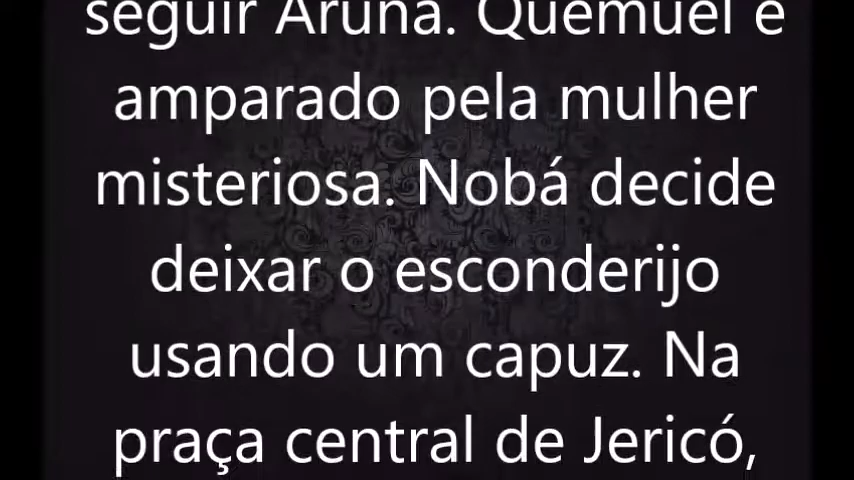 seguir Aruna. Quemuel é
amparado pela mulher
misteriosa. Nobá decide
deixar o esconderijo
usando um capuz. Na
praça central de Jericó,